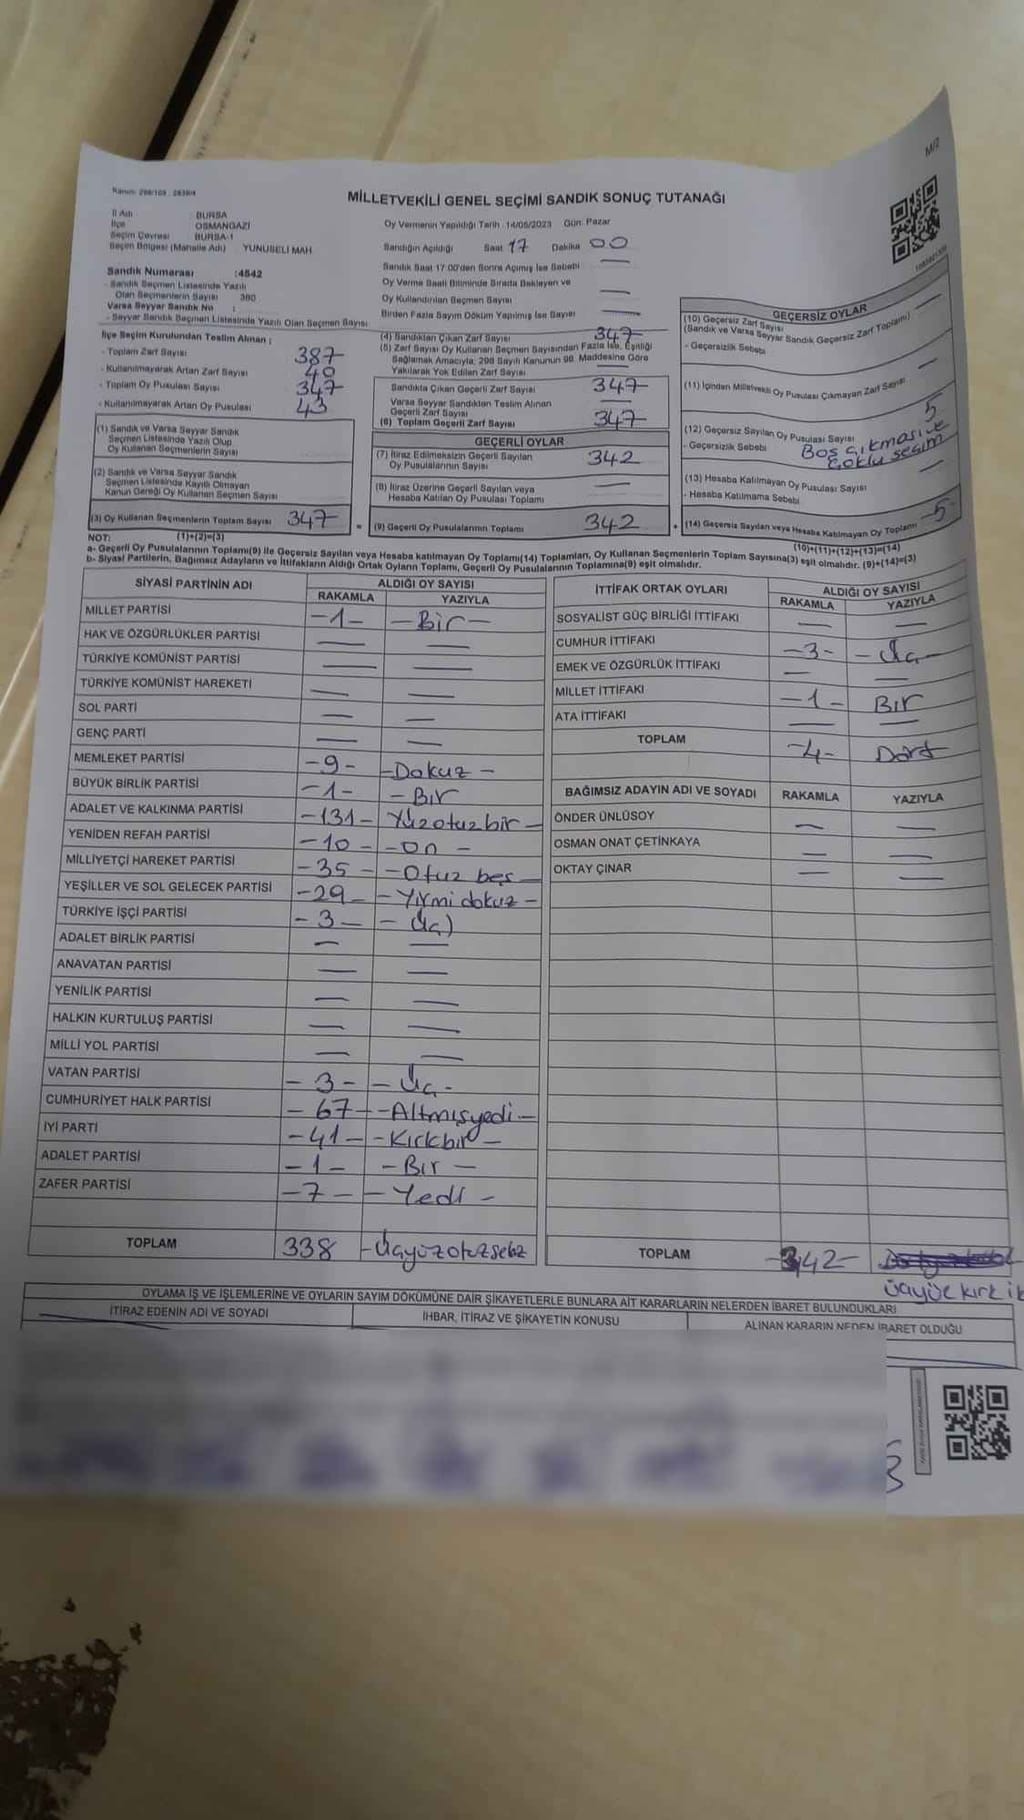 M/2
MİLLETVEKİLİ GENEL SEÇİMİ SANDIK SONUÇ TUTANAĞI
İl Adı : BURSA
İlçe : OSMANGAZİ
Seçim Çevresi : BURSA-1
Seçim Bölgesi (Mahalle Adı) YUNUSELİ MAH.
Oy Vermenin Yapıldığı Tarih : 14/05/2023 Gün: Pazar
Sandığın Açıldığı Saat 17 Dakika 00
Sandık Saat 17:00'den Sonra Açılmış İse Sebebi —
Oy Verme Saati Bitiminde Sırada Bekleyen ve
Oy Kullandırılan Seçmen Sayısı —
Birden Fazla Sayım Döküm Yapılmış İse Sayısı —
Sandık Numarası :4542
- Sandık Seçmen Listesinde Yazılı
Olan Seçmenlerin Sayısı 380
Varsa Seyyar Sandık No :
- Seyyar Sandık Seçmen Listesinde Yazılı Olan Seçmen Sayısı
İlçe Seçim Kurulundan Teslim Alınan ;
- Toplam Zarf Sayısı 387
- Kullanılmayarak Artan Zarf Sayısı 40
- Toplam Oy Pusulası Sayısı 347
- Kullanılmayarak Artan Oy Pusulası 43
(1) Sandık ve Varsa Seyyar Sandık
Seçmen Listesinde Yazılı Olup
Oy Kullanan Seçmenlerin Sayısı
(2) Sandık ve Varsa Seyyar Sandık
Seçmen Listesinde Kayıtlı Olmayan
Kanun Gereği Oy Kullanan Seçmen Sayısı
(3) Oy Kullanan Seçmenlerin Toplam Sayısı 347
(1)+(2)=(3)
(4) Sandıktan Çıkan Zarf Sayısı 347
(5) Zarf Sayısı Oy Kullanan Seçmen Sayısından Fazla İse, Eşitliği
Sağlamak Amacıyla, 298 Sayılı Kanunun 98. Maddesine Göre
Yakılarak Yok Edilen Zarf Sayısı —
Sandıkta Çıkan Geçerli Zarf Sayısı 347
Varsa Seyyar Sandıktan Teslim Alınan
Geçerli Zarf Sayısı —
(6) Toplam Geçerli Zarf Sayısı 347
GEÇERLİ OYLAR
(7) İtiraz Edilmeksizin Geçerli Sayılan
Oy Pusulalarının Sayısı 342
(8) İtiraz Üzerine Geçerli Sayılan veya
Hesaba Katılan Oy Pusulası Toplamı —
= (9) Geçerli Oy Pusulalarının Toplamı 342
GEÇERSİZ OYLAR
(10) Geçersiz Zarf Sayısı
(Sandık ve Varsa Seyyar Sandık Geçersiz Zarf Toplamı) —
- Geçersizlik Sebebi
(11) İçinden Milletvekili Oy Pusulası Çıkmayan Zarf Sayısı —
(12) Geçersiz Sayılan Oy Pusulası Sayısı 5
- Geçersizlik Sebebi Boş çıkması ve
çoklu seçim
(13) Hesaba Katılmayan Oy Pusulası Sayısı —
- Hesaba Katılmama Sebebi
+ (14) Geçersiz Sayılan veya Hesaba Katılmayan Oy Toplamı -5-
(10)+(11)+(12)+(13)=(14)
NOT:
a- Geçerli Oy Pusulalarının Toplamı(9) ile Geçersiz Sayılan veya Hesaba katılmayan Oy Toplamı(14) Toplamları, Oy Kullanan Seçmenlerin Toplam Sayısına(3) eşit olmalıdır. (9)+(14)=(3)
b- Siyasi Partilerin, Bağımsız Adayların ve İttifakların Aldığı Ortak Oyların Toplamı, Geçerli Oy Pusulalarının Toplamına(9) eşit olmalıdır.
SİYASİ PARTİNİN ADI ALDIĞI OY SAYISI
RAKAMLA YAZIYLA
MİLLET PARTİSİ -1- -Bir-
HAK VE ÖZGÜRLÜKLER PARTİSİ — —
TÜRKİYE KOMÜNİST PARTİSİ — —
TÜRKİYE KOMÜNİST HAREKETİ — —
SOL PARTİ — —
GENÇ PARTİ — —
MEMLEKET PARTİSİ -9- -Dokuz-
BÜYÜK BİRLİK PARTİSİ -1- -Bır
ADALET VE KALKINMA PARTİSİ -131- Yüzotuzbir-
YENİDEN REFAH PARTİSİ -10- -on-
MİLLİYETÇİ HAREKET PARTİSİ -35- -Otuz beş-
YEŞİLLER VE SOL GELECEK PARTİSİ -29- -Yirmi dokuz-
TÜRKİYE İŞÇİ PARTİSİ -3- -Üç)
ADALET BİRLİK PARTİSİ — —
ANAVATAN PARTİSİ — —
YENİLİK PARTİSİ — —
HALKIN KURTULUŞ PARTİSİ — —
MİLLİ YOL PARTİSİ — —
VATAN PARTİSİ -3- -Üç-
CUMHURİYET HALK PARTİSİ -67- -Altmışyedi-
İYİ PARTİ -41- -Kırkbir-
ADALET PARTİSİ -1- -Bır-
ZAFER PARTİSİ -7- -Yedi-
TOPLAM 338
İTTİFAK ORTAK OYLARI ALDIĞI OY SAYISI
RAKAMLA YAZIYLA
SOSYALİST GÜÇ BİRLİĞİ İTTİFAKI — —
CUMHUR İTTİFAKI -3- -Üç-
EMEK VE ÖZGÜRLÜK İTTİFAKI — —
MİLLET İTTİFAKI -1- Bır
ATA İTTİFAKI — —
TOPLAM -4- Dört
BAĞIMSIZ ADAYIN ADI VE SOYADI RAKAMLA YAZIYLA
ÖNDER ÜNLÜSOY — —
OSMAN ONAT ÇETİNKAYA — —
OKTAY ÇINAR — —
TOPLAM -342-
OYLAMA İŞ VE İŞLEMLERİNE VE OYLARIN SAYIM DÖKÜMÜNE DAİR ŞİKAYETLERLE BUNLARA AİT KARARLARIN NELERDEN İBARET BULUNDUKLARI
İTİRAZ EDENİN ADI VE SOYADI İHBAR, İTİRAZ VE ŞİKAYETİN KONUSU ALINAN KARARIN NEDEN İBARET OLDUĞU